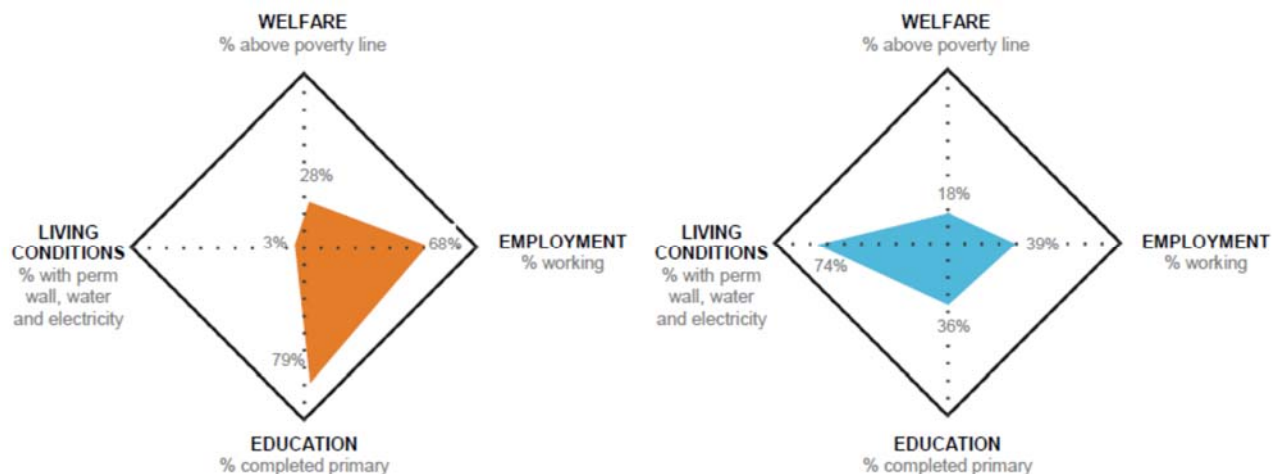 WELFARE
% above poverty line
28%
LIVING
CONDITIONS
% with perm
wall, water
and electricity
3%
68%
EMPLOYMENT
% working
79%
EDUCATION
% completed primary
WELFARE
% above poverty line
18%
LIVING
CONDITIONS
% with perm
wall, water
and electricity
74%
39%
EMPLOYMENT
% working
36%
EDUCATION
% completed primary